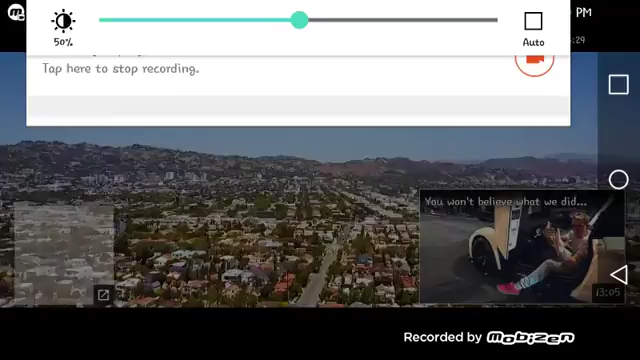 PM
50%
Auto
:29
Tap here to stop recording.
You won't believe what we did...
13:05
Recorded by Mobizen